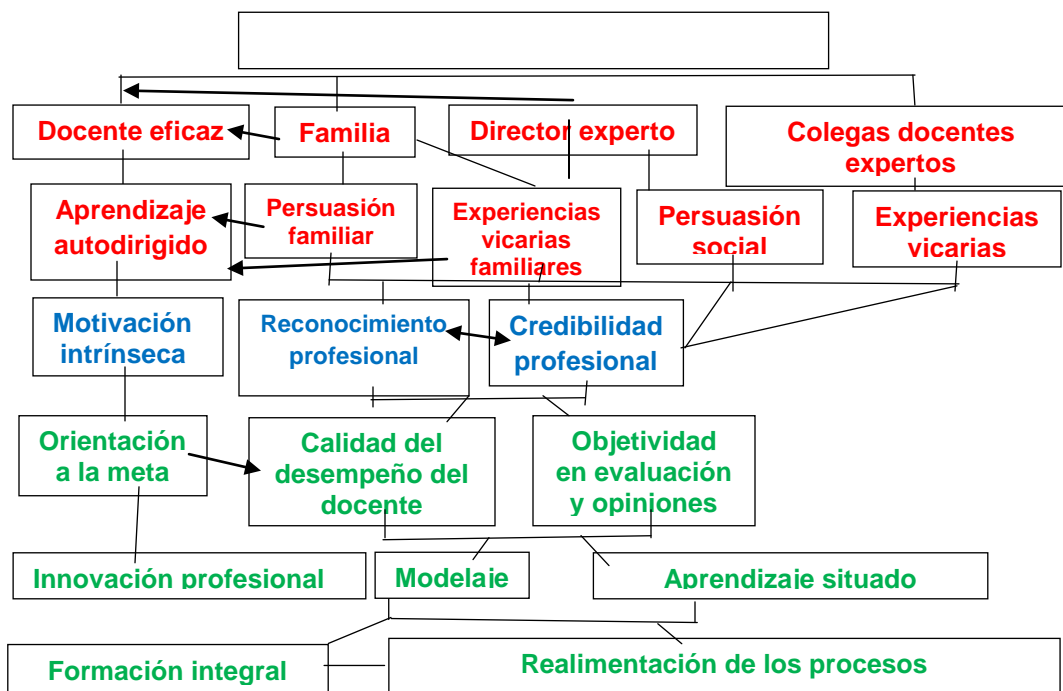 Docente eficaz
Familia
Director experto
Colegas docentes
expertos
Aprendizaje
autodirigido
Persuasión
familiar
Experiencias
vicarias
familiares
Persuasión
social
Experiencias
vicarias
Motivación
intrínseca
Reconocimiento
profesional
Credibilidad
profesional
Orientación
a la meta
Calidad del
desempeño del
docente
Objetividad
en evaluación
y opiniones
Innovación profesional
Modelaje
Aprendizaje situado
Formación integral
Realimentación de los procesos